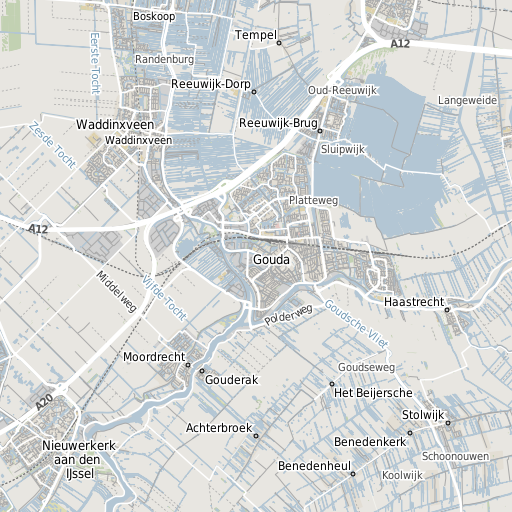 Boskoop
Tempel
A12
Eerste-Tocht
Randenburg
Reeuwijk-Dorp
Oud-Reeuwijk
Langeweide
Waddinxveen
Reeuwijk-Brug
Zesde Tocht
Waddinxveen
Sluipwijk
Platteweg
A12
Gouda
Middelweg
Vijfde-Tocht
Haastrecht
Polderweg
Goudsche-Vliet
Moordrecht
Gouderak
Goudseweg
A20
Het Beijersche
Stolwijk
Achterbroek
Benedenkerk
Nieuwerkerk
aan den
IJssel
Schoonouwen
Benedenheul
Koolwijk